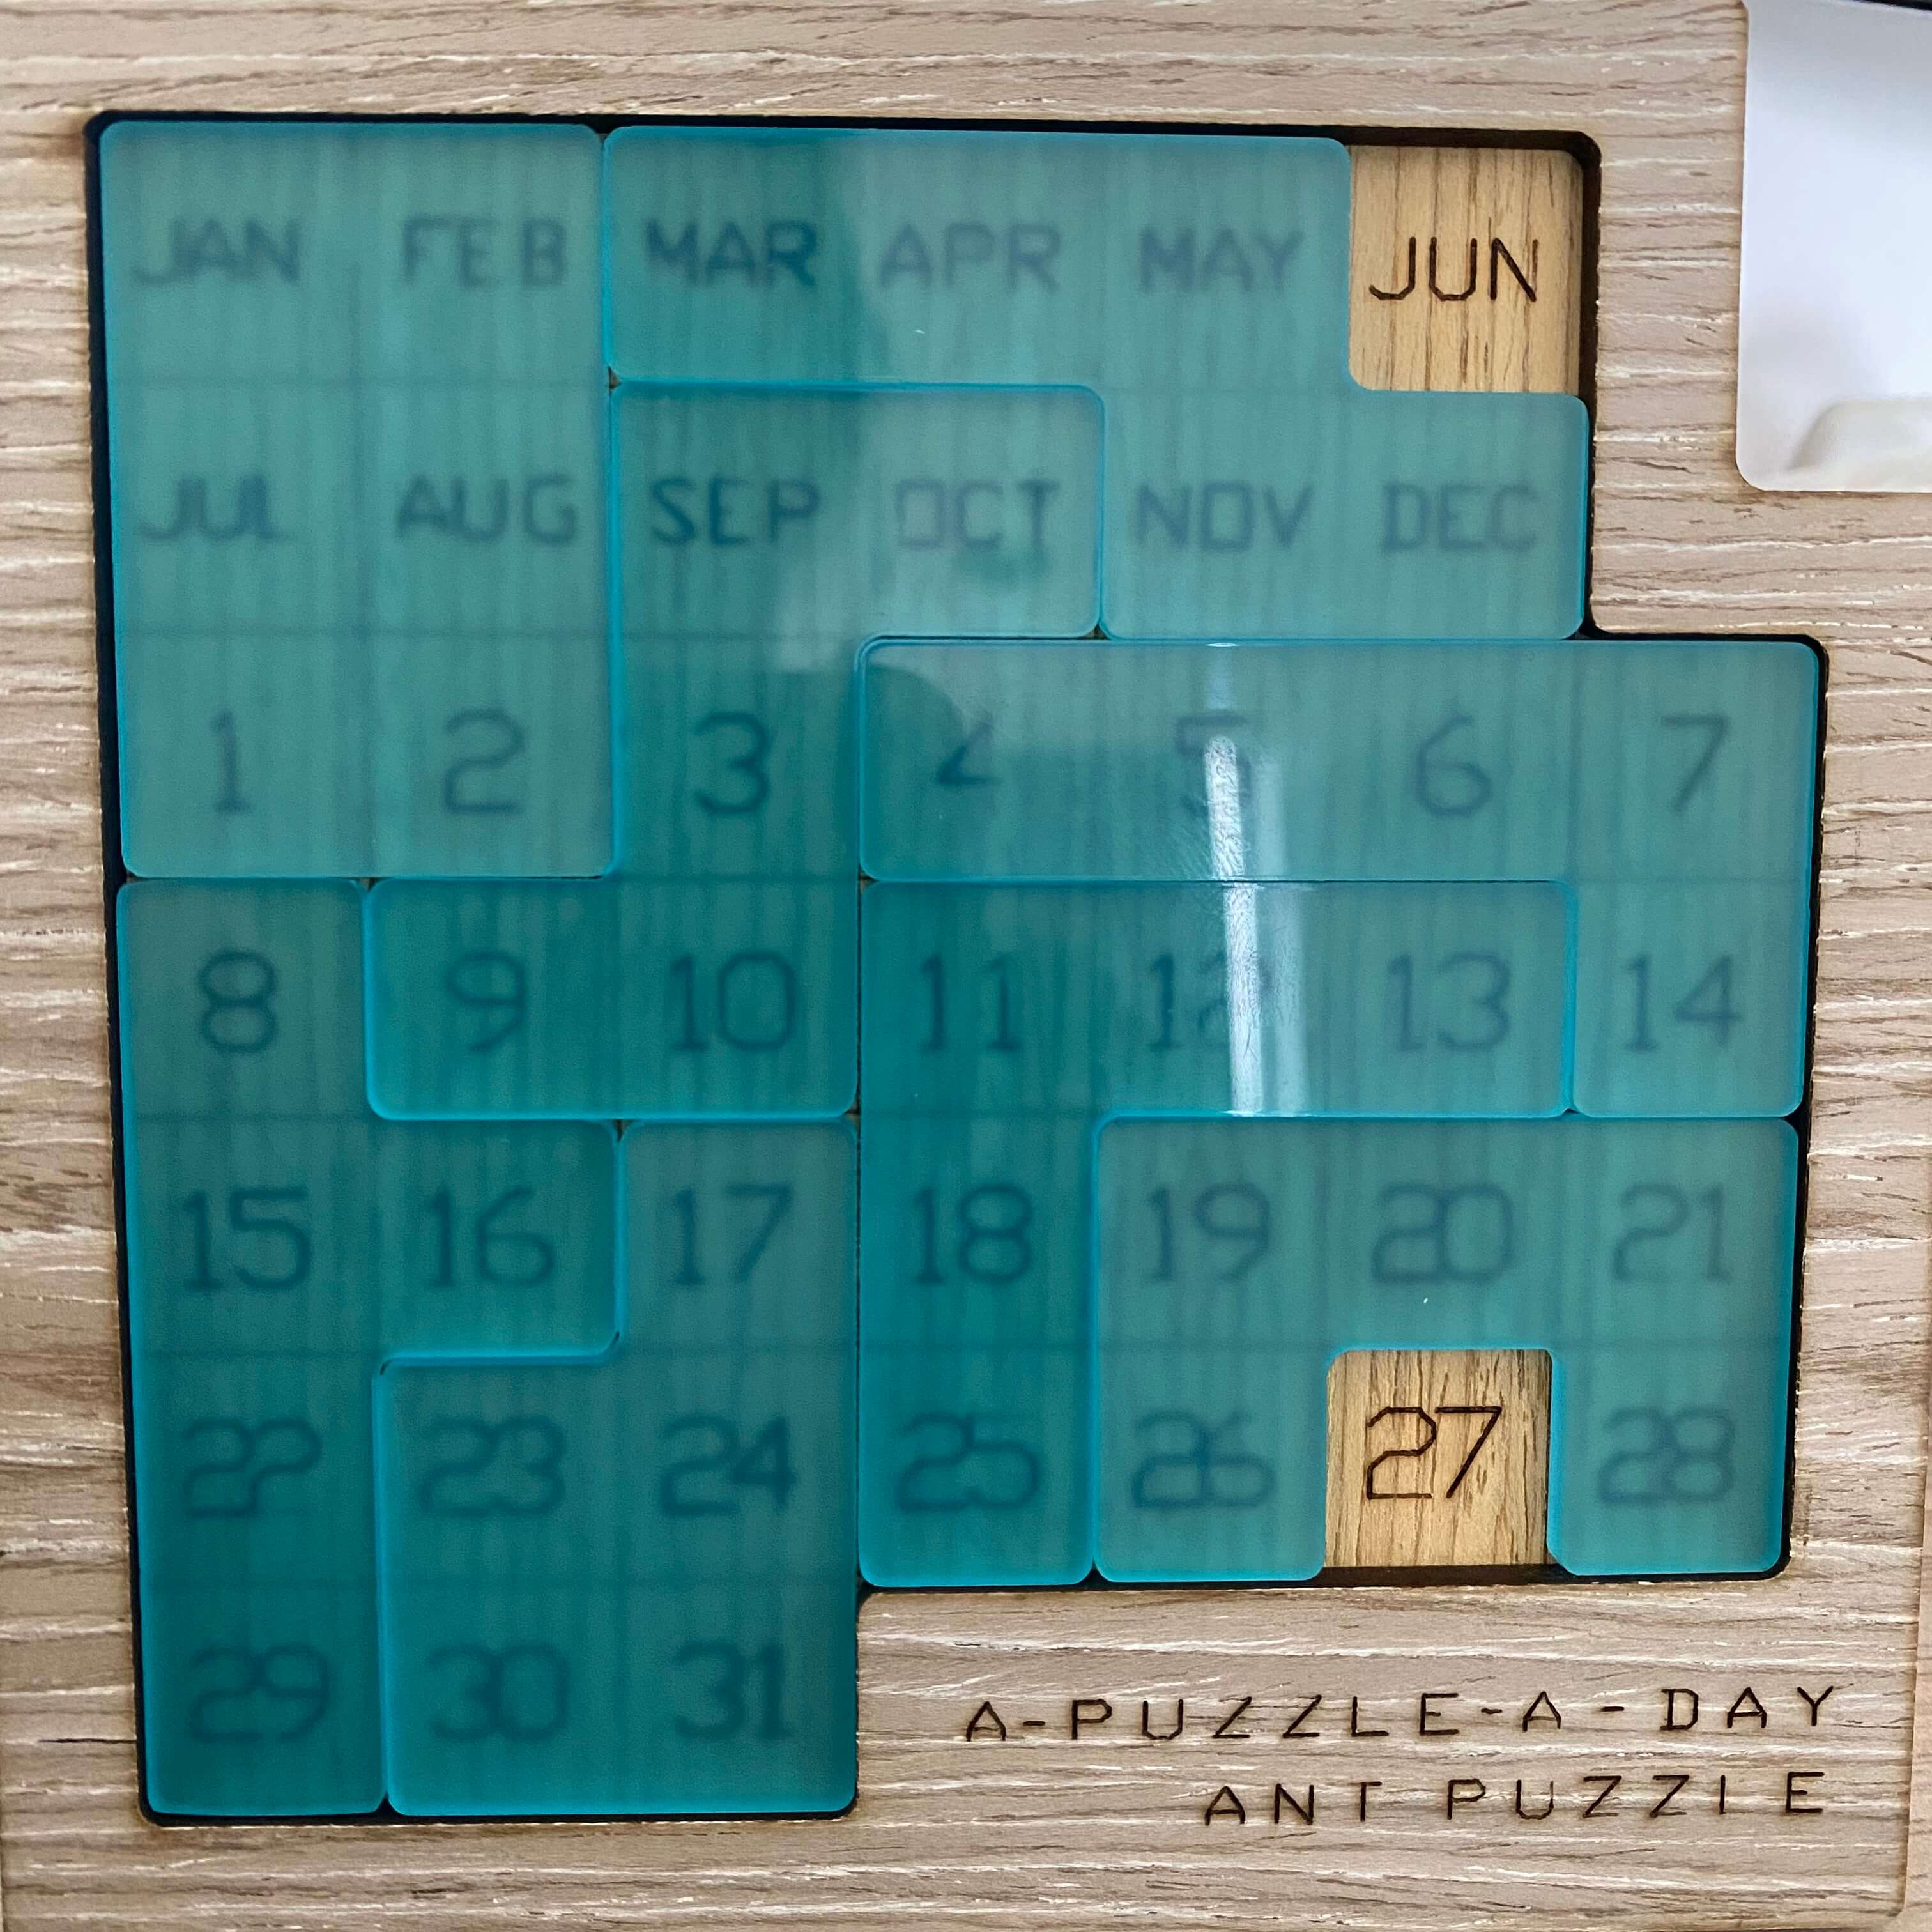 JAN FEB MAR APR MAY JUN
JUL AUG SEP OCT NOV DEC
1 2 3 4 5 6 7
8 9 10 11 12 13 14
15 16 17 18 19 20 21
22 23 24 25 26 27 28
29 30 31
A-PUZZLE-A-DAY
ANT PUZZLE